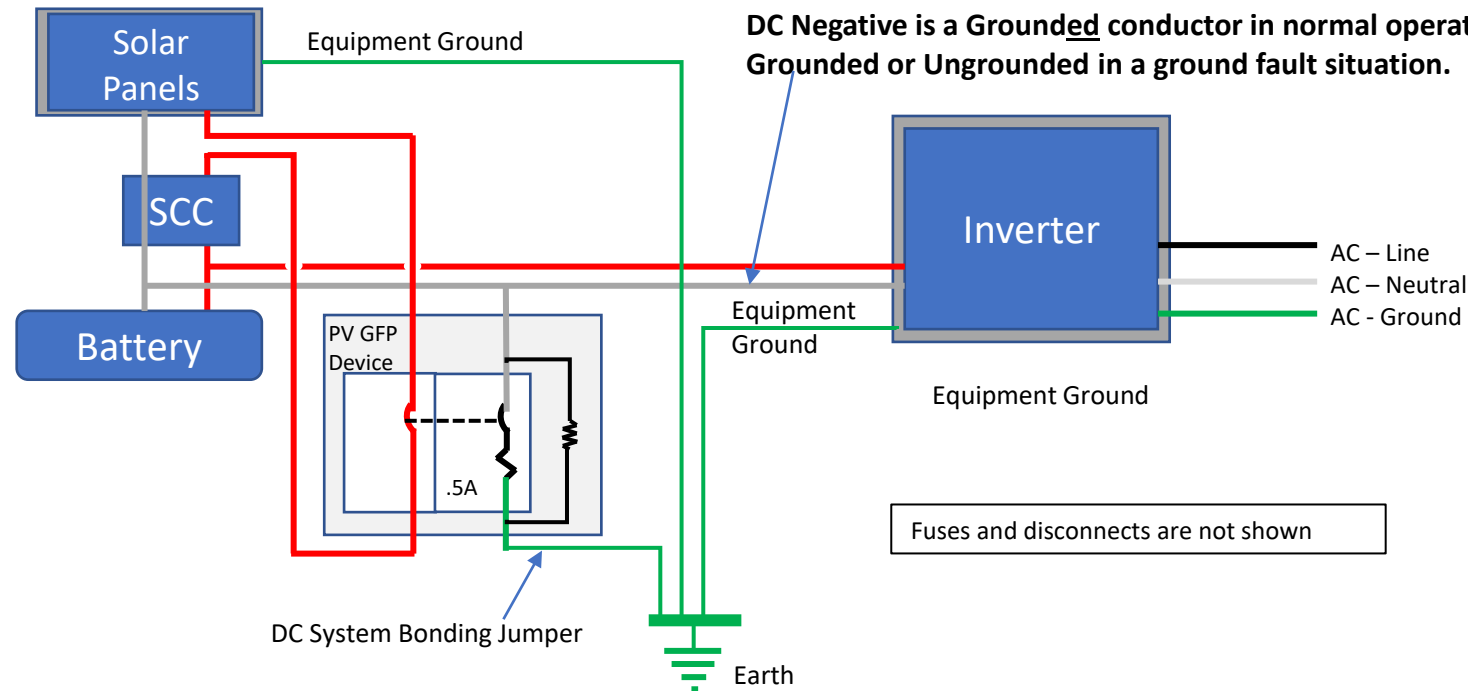 DC Negative is a Grounded conductor in normal operat
Grounded or Ungrounded in a ground fault situation.
Solar
Panels
Equipment Ground
SCC
Inverter
AC – Line
AC – Neutral
AC - Ground
Battery
PV GFP
Device
Equipment
Ground
Equipment Ground
.5A
Fuses and disconnects are not shown
DC System Bonding Jumper
Earth